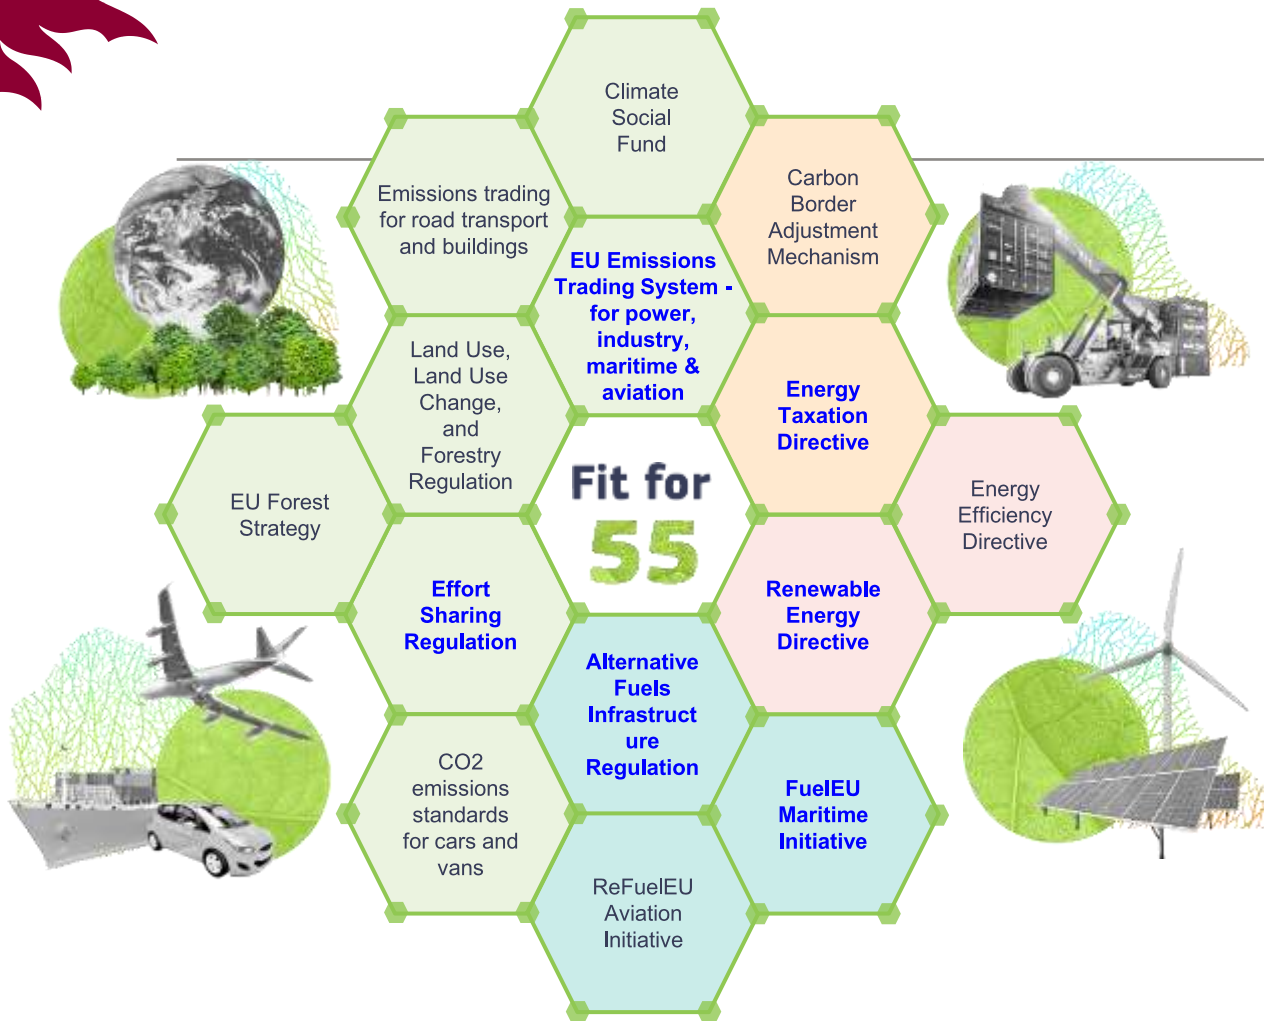 Climate
Social
Fund
Emissions trading
for road transport
and buildings
Carbon
Border
Adjustment
Mechanism
EU Emissions
Trading System -
for power,
industry,
maritime &
aviation
Land Use,
Land Use
Change,
and
Forestry
Regulation
Energy
Taxation
Directive
EU Forest
Strategy
Fit for
55
Energy
Efficiency
Directive
Effort
Sharing
Regulation
Renewable
Energy
Directive
Alternative
Fuels
Infrastruct
ure
Regulation
CO2
emissions
standards
for cars and
vans
FuelEU
Maritime
Initiative
ReFuelEU
Aviation
Initiative